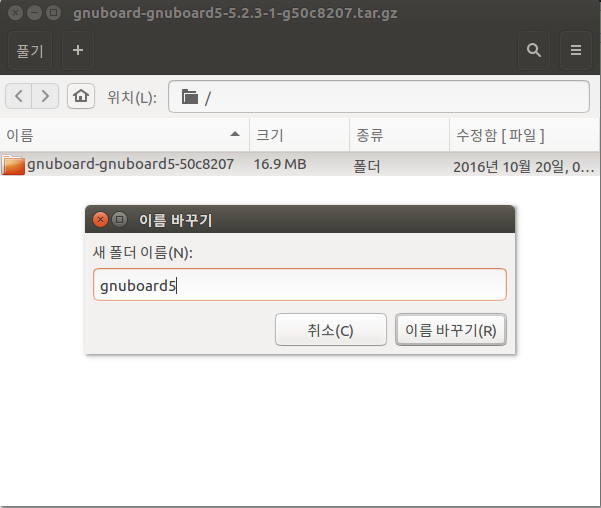 gnuboard-gnuboard5-5.2.3-1-g50c8207.tar.gz
풀기 +
위치(L): /
이름 크기 종류 수정함 [ 파일 ]
gnuboard-gnuboard5-50c8207 16.9 MB 폴더 2016년 10월 20일, 0...
이름 바꾸기
새 폴더 이름(N):
gnuboard5
취소(C) 이름 바꾸기(R)